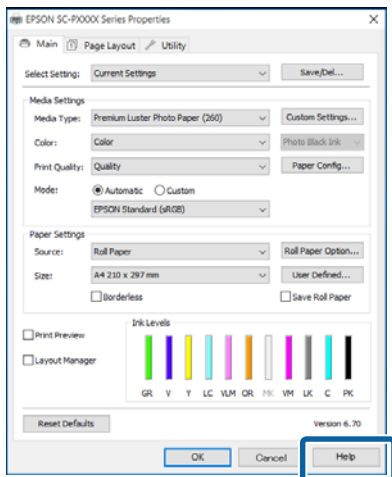 EPSON SC-PXXXX Series Properties
Main Page Layout Utility
Select Setting: Current Settings Save/Del...
Media Settings
Media Type: Premium Luster Photo Paper (260) Custom Settings...
Color: Color Photo Black Ink
Print Quality: Quality Paper Config...
Mode: Automatic Custom
EPSON Standard (sRGB)
Paper Settings
Source: Roll Paper Roll Paper Option...
Size: A4 210 x 297 mm User Defined...
Borderless Save Roll Paper
Ink Levels
Print Preview
Layout Manager
GR V Y LC VLM OR MK VM LK C PK
Reset Defaults Version 6.70
OK Cancel Help